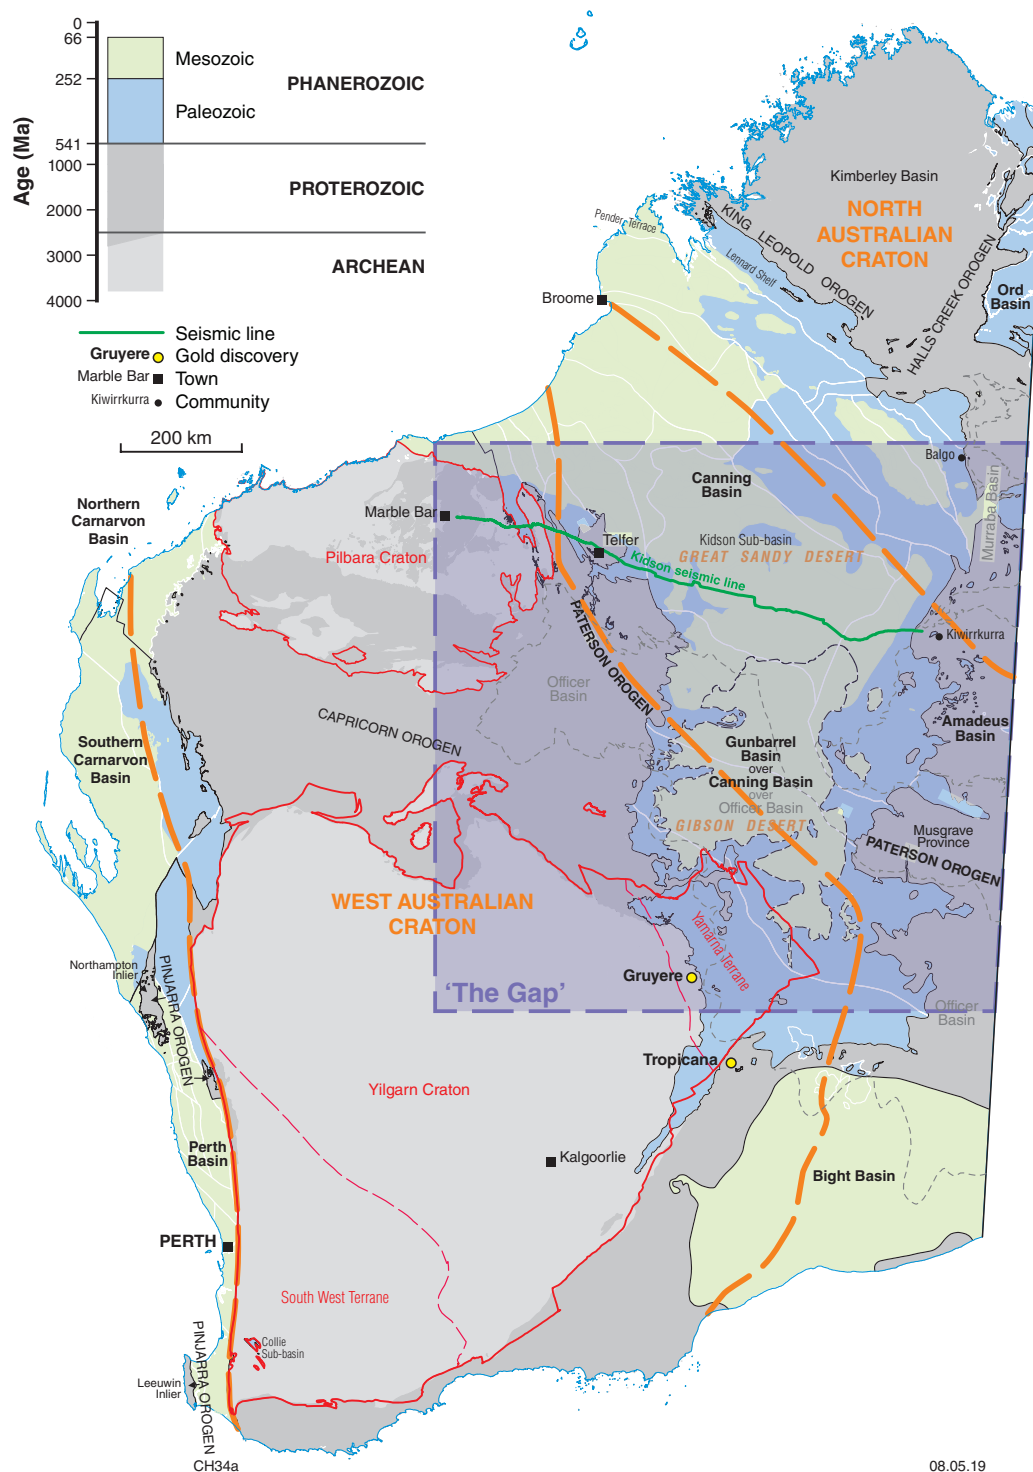 Age (Ma)
0
66
252
541
1000
2000
3000
4000
Mesozoic
Paleozoic
PHANEROZOIC
PROTEROZOIC
ARCHEAN
Seismic line
Gruyere Gold discovery
Marble Bar Town
Kiwirrkurra Community
200 km
Kimberley Basin
NORTH
AUSTRALIAN
CRATON
KING LEOPOLD OROGEN
HALLS CREEK OROGEN
Ord
Basin
Pender Terrace
Lennard Shelf
Broome
Balgo
Murraba Basin
Canning
Basin
Kidson Sub-basin
GREAT SANDY DESERT
Northern
Carnarvon
Basin
Marble Bar
Pilbara Craton
Telfer
Kidson seismic line
Kiwirrkurra
PATERSON OROGEN
Officer
Basin
CAPRICORN OROGEN
Amadeus
Basin
Southern
Carnarvon
Basin
Gunbarrel
Basin
over
Canning Basin
over
Officer Basin
GIBSON DESERT
Musgrave
Province
PATERSON OROGEN
WEST AUSTRALIAN
CRATON
Yamarna Terrane
Northampton
Inlier
PINJARRA OROGEN
Gruyere
'The Gap'
Officer
Basin
Tropicana
Yilgarn Craton
Perth
Basin
Kalgoorlie
Bight Basin
PERTH
South West Terrane
Collie
Sub-basin
PINJARRA OROGEN
Leeuwin
Inlier
CH34a
08.05.19